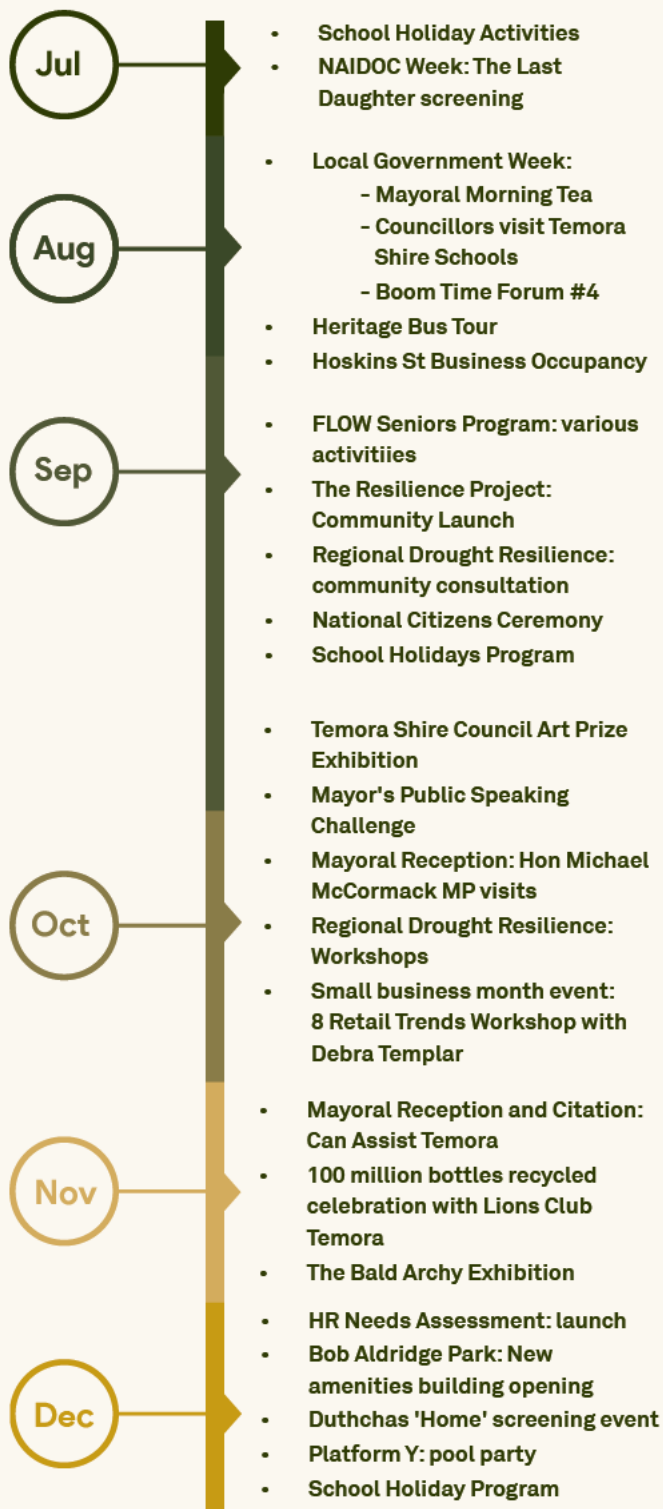 Jul
• School Holiday Activities
• NAIDOC Week: The Last
Daughter screening
Aug
• Local Government Week:
- Mayoral Morning Tea
- Councillors visit Temora
Shire Schools
- Boom Time Forum #4
• Heritage Bus Tour
• Hoskins St Business Occupancy
Sep
• FLOW Seniors Program: various
activitiies
• The Resilience Project:
Community Launch
• Regional Drought Resilience:
community consultation
• National Citizens Ceremony
• School Holidays Program
Oct
• Temora Shire Council Art Prize
Exhibition
• Mayor's Public Speaking
Challenge
• Mayoral Reception: Hon Michael
McCormack MP visits
• Regional Drought Resilience:
Workshops
• Small business month event:
8 Retail Trends Workshop with
Debra Templar
Nov
• Mayoral Reception and Citation:
Can Assist Temora
• 100 million bottles recycled
celebration with Lions Club
Temora
• The Bald Archy Exhibition
Dec
• HR Needs Assessment: launch
• Bob Aldridge Park: New
amenities building opening
• Duthchas 'Home' screening event
• Platform Y: pool party
• School Holiday Program